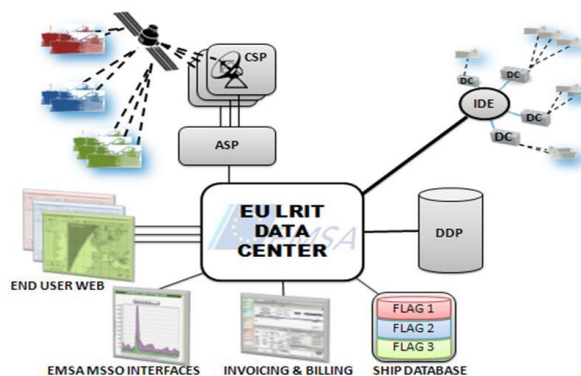 CSP
ASP
DC
DC
IDE
DC
DC
EU LRIT
DATA
CENTER
EMSA
DDP
END USER WEB
FLAG 1
FLAG 2
FLAG 3
EMSA MSSO INTERFACES
INVOICING & BILLING
SHIP DATABASE